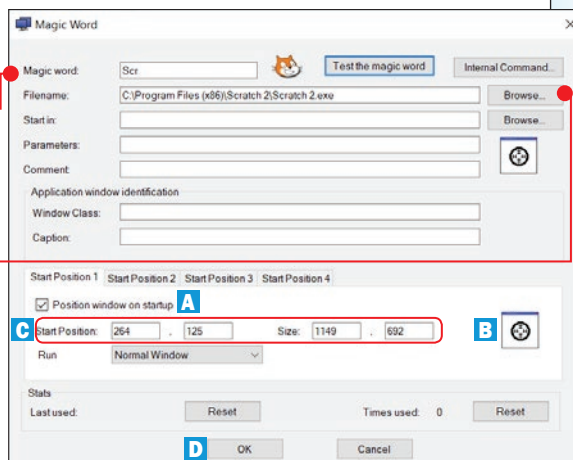 Magic Word
Magic word: Scr Test the magic word Internal Command...
Filename: C:\Program Files (x86)\Scratch 2\Scratch 2.exe Browse...
Start in: Browse...
Parameters:
Comment:
Application window identification
Window Class:
Caption:
Start Position 1 Start Position 2 Start Position 3 Start Position 4
Position window on startup A
C Start Position: 264 , 125 Size: 1149 , 692 B
Run Normal Window
Stats
Last used: Reset Times used: 0 Reset
D OK Cancel